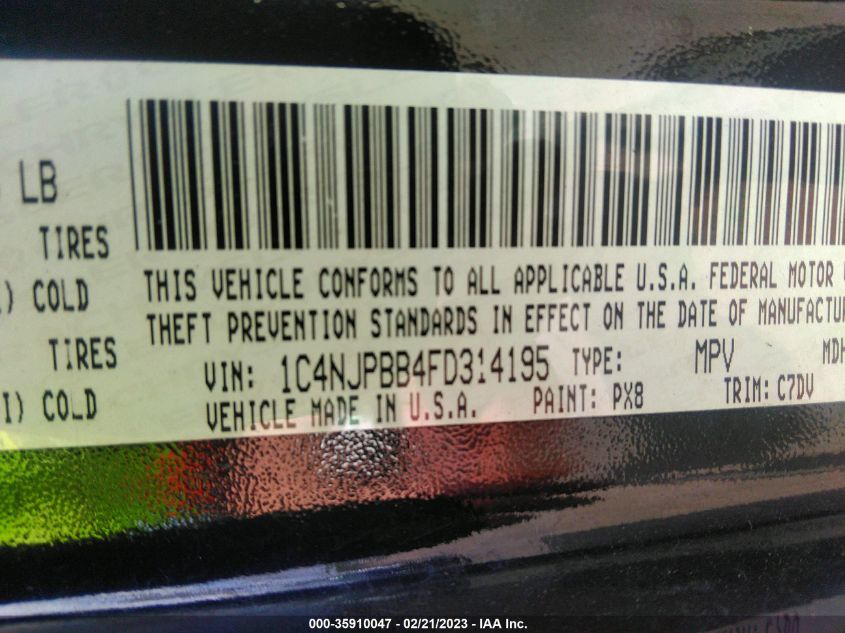 LB
TIRES
COLD
TIRES
I) COLD
THIS VEHICLE CONFORMS TO ALL APPLICABLE U.S.A. FEDERAL MOTOR
THEFT PREVENTION STANDARDS IN EFFECT ON THE DATE OF MANUFACTUR
VIN: 1C4NJPBB4FD314195 TYPE: MPV MDH
VEHICLE MADE IN U.S.A. PAINT: PX8 TRIM: C7DV
000-35910047 - 02/21/2023 - IAA Inc.